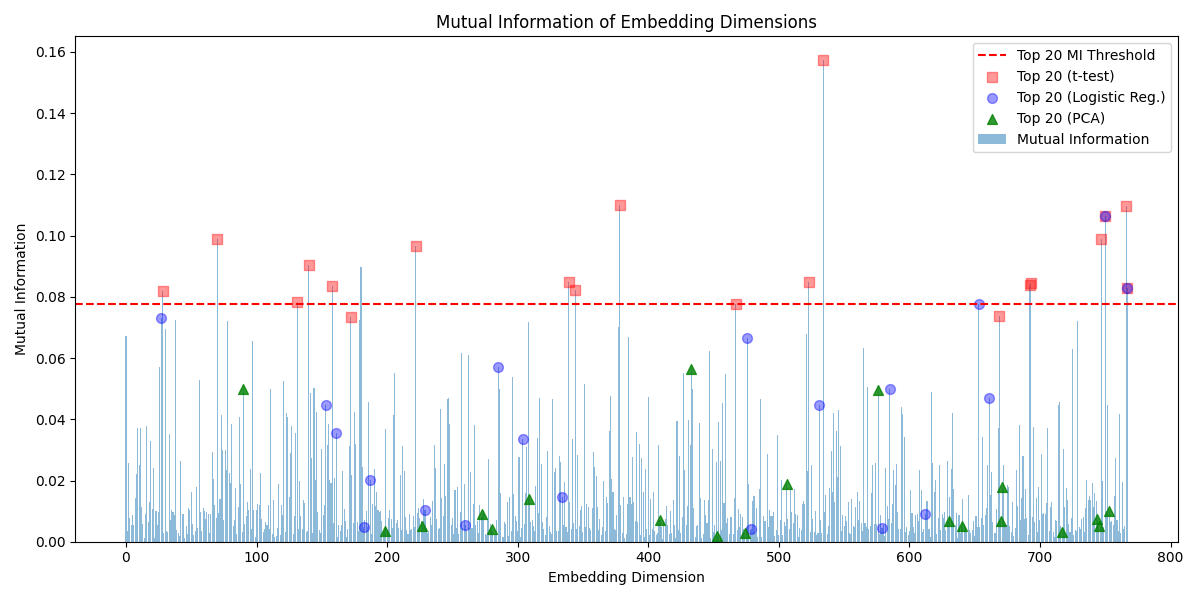 Mutual Information of Embedding Dimensions
Top 20 MI Threshold
Top 20 (t-test)
Top 20 (Logistic Reg.)
Top 20 (PCA)
Mutual Information
Mutual Information
0.16
0.14
0.12
0.10
0.08
0.06
0.04
0.02
0.00
0 100 200 300 400 500 600 700 800
Embedding Dimension